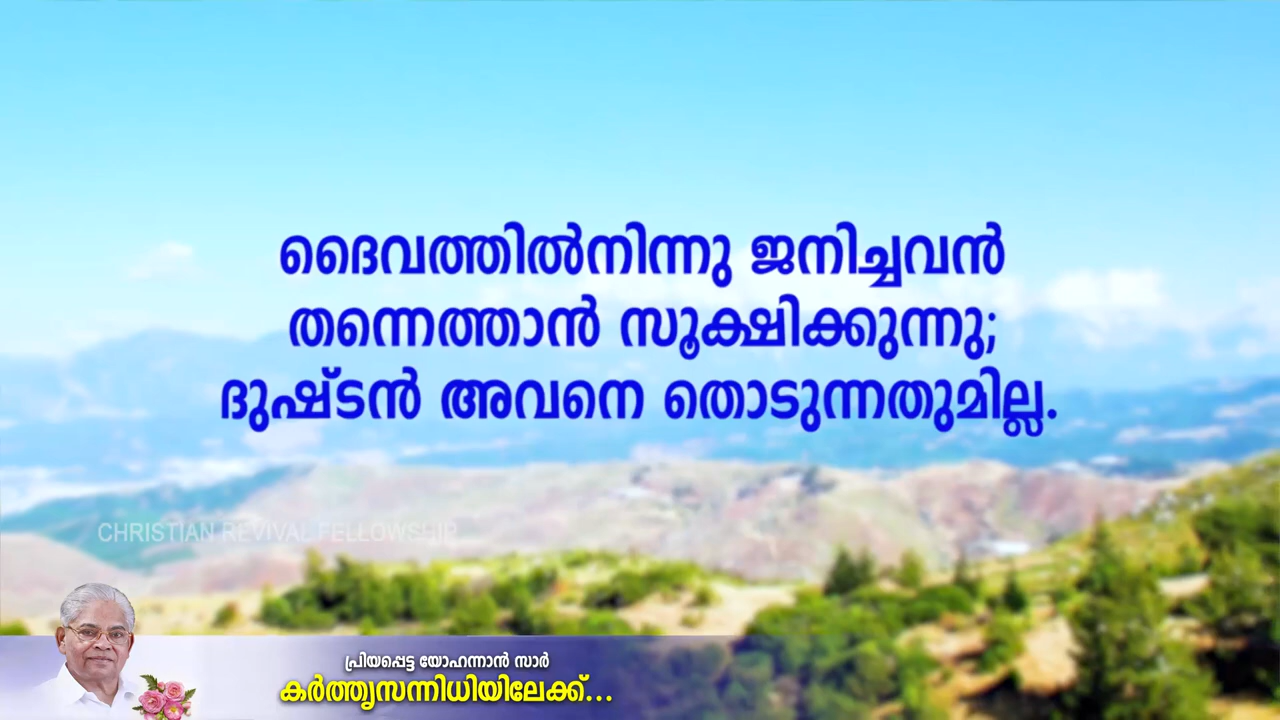 ദൈവത്തിൽനിന്നു ജനിച്ചവൻ
തന്നെത്താൻ സൂക്ഷിക്കുന്നു;
ദുഷ്ടൻ അവനെ തൊടുന്നതുമില്ല.
CHRISTIAN REVIVAL FELLOWSHIP
പ്രിയപ്പെട്ട യോഹന്നാൻ സാർ
കർത്തൃസന്നിധിയിലേക്ക്...